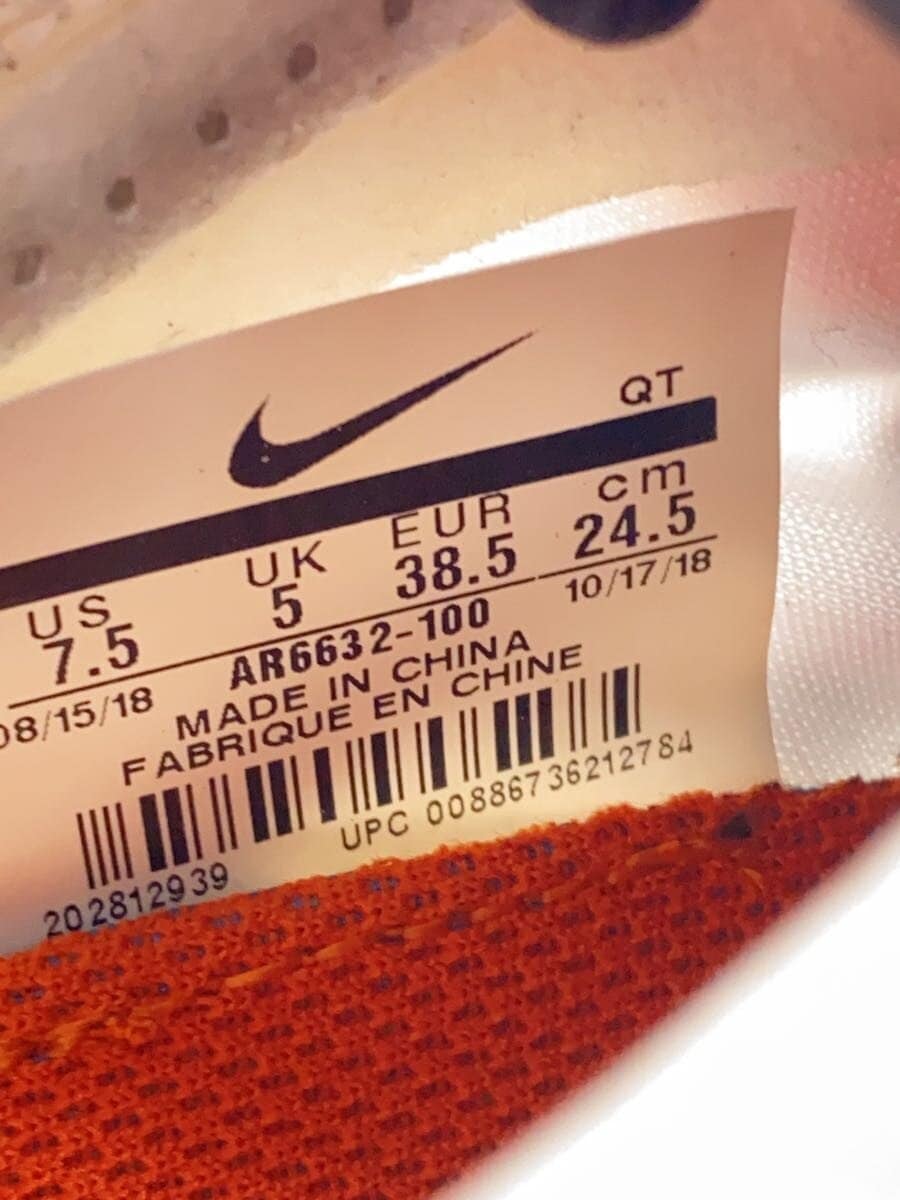 QT
US UK EUR cm
7.5 5 38.5 24.5
08/15/18 AR6632-100 10/17/18
MADE IN CHINA
FABRIQUE EN CHINE
UPC 00886736212784
202812939